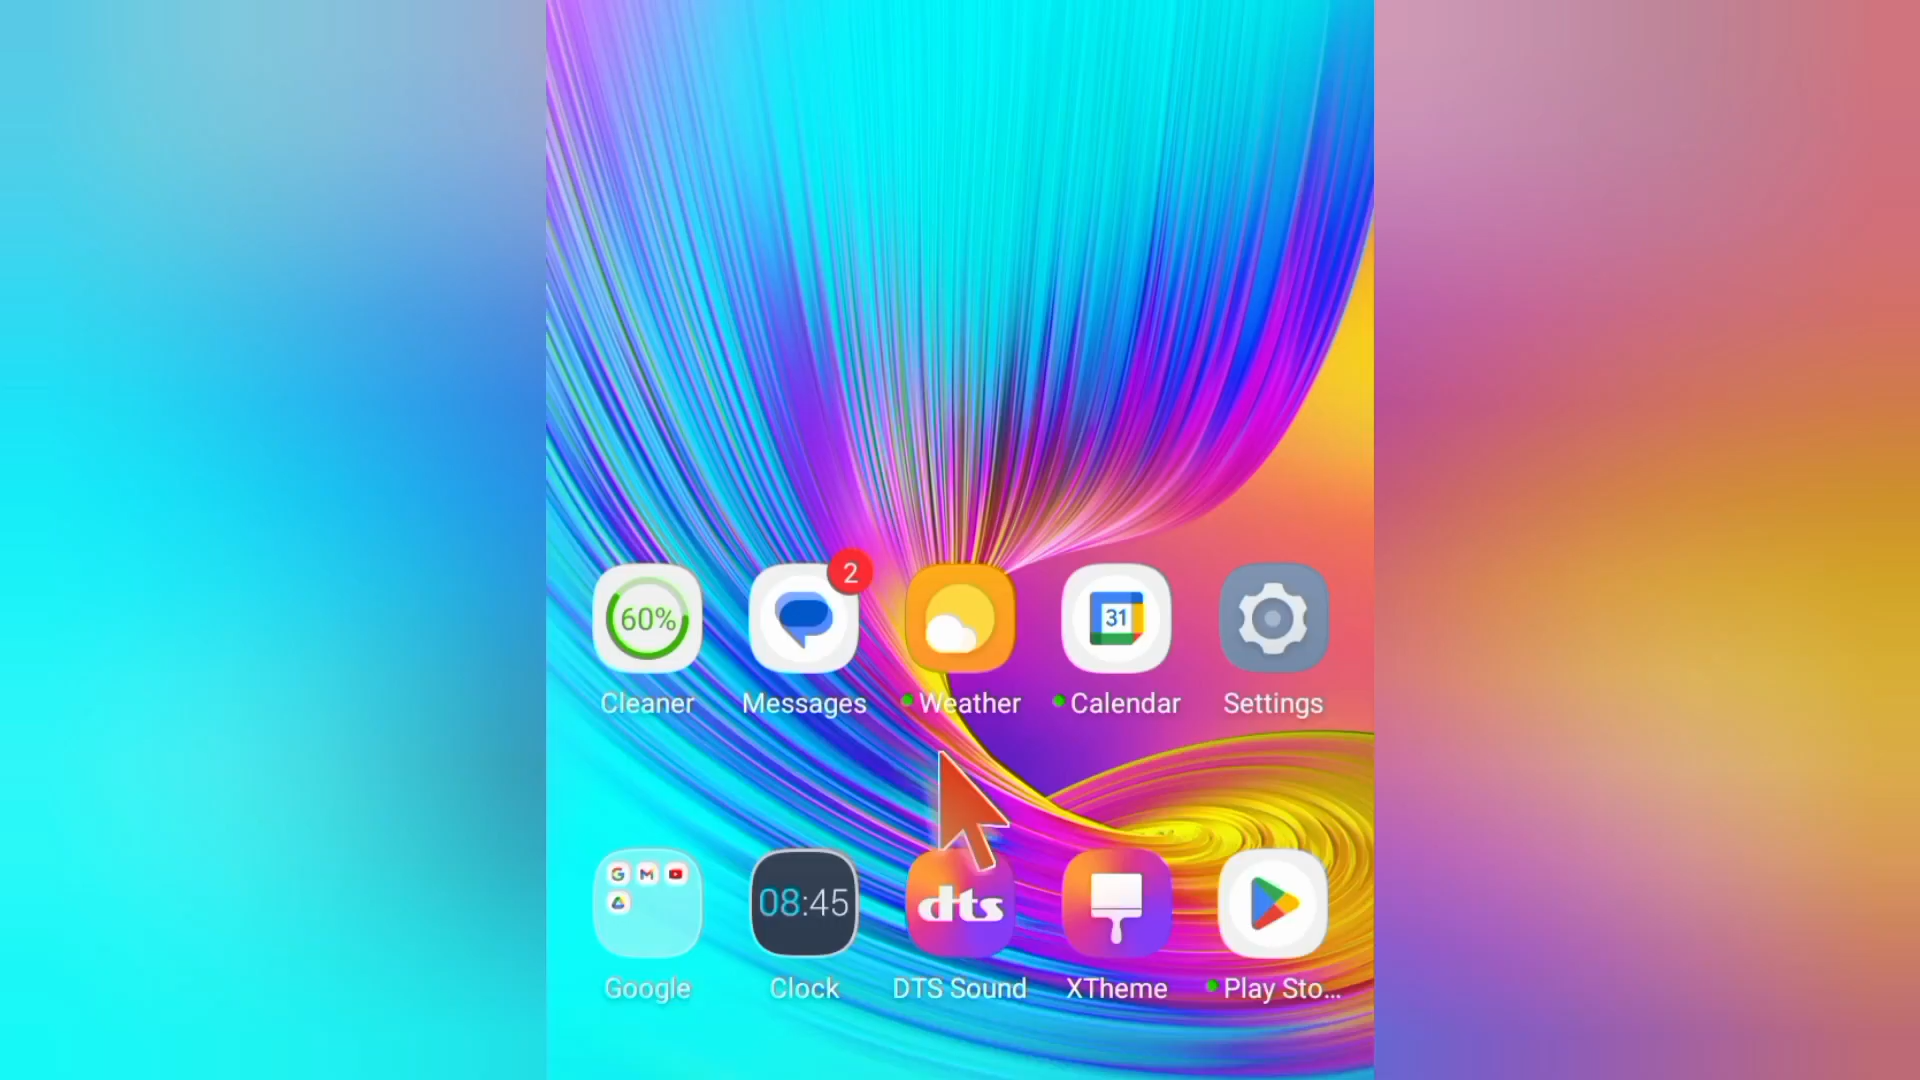 60%
2
31
Cleaner
Messages
Weather
Calendar
Settings
08:45
dts
Google
Clock
DTS Sound
XTheme
Play Sto...